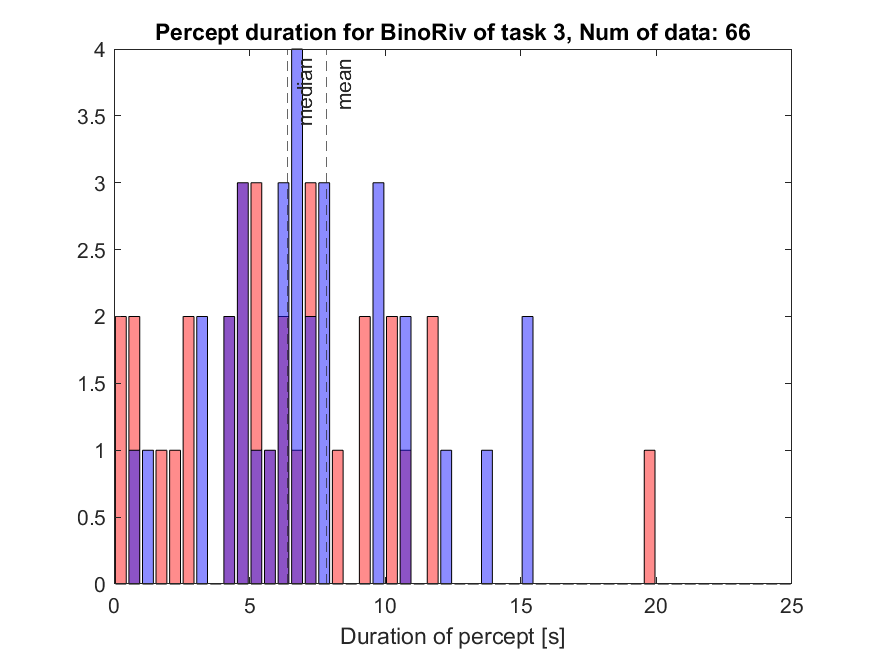 Percept duration for BinoRiv of task 3, Num of data: 66
4
3.5
3
2.5
2
1.5
1
0.5
0
median
mean
0 5 10 15 20 25
Duration of percept [s]